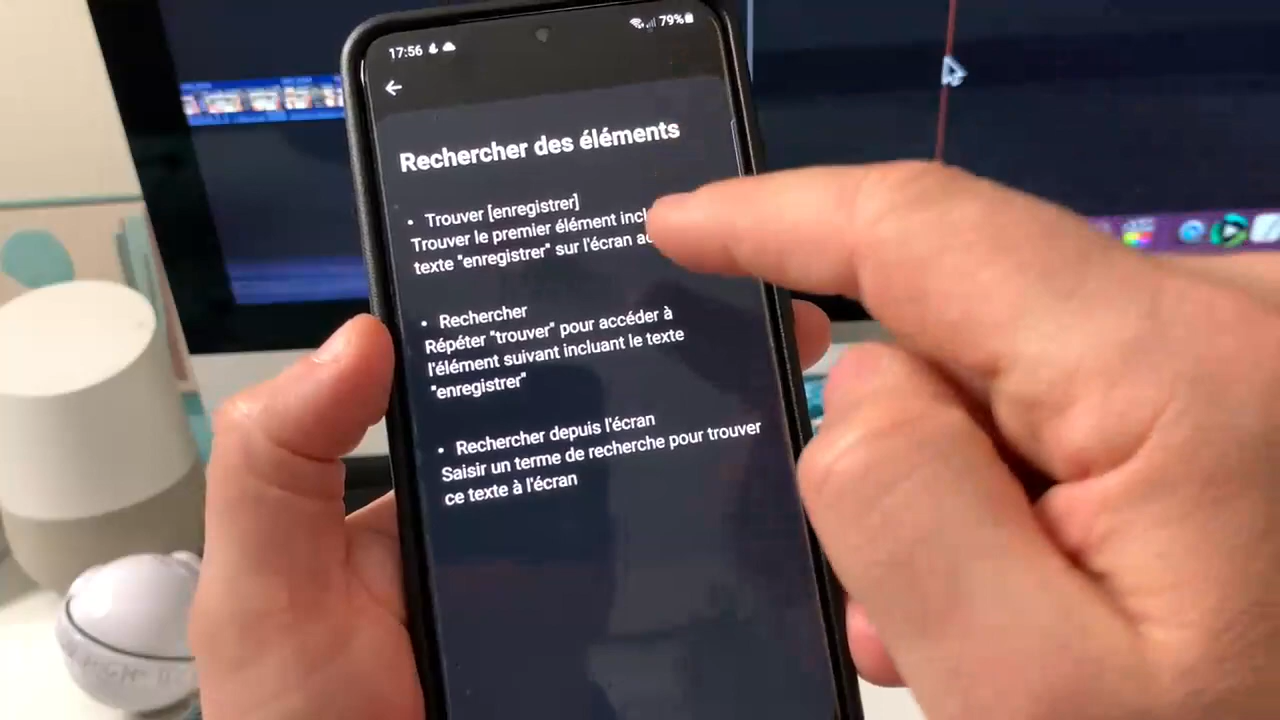 17:56
79%
Rechercher des éléments
• Trouver [enregistrer]
Trouver le premier élément incl
texte "enregistrer" sur l'écran ac
• Rechercher
Répéter "trouver" pour accéder à
l'élément suivant incluant le texte
"enregistrer"
• Rechercher depuis l'écran
Saisir un terme de recherche pour trouver
ce texte à l'écran